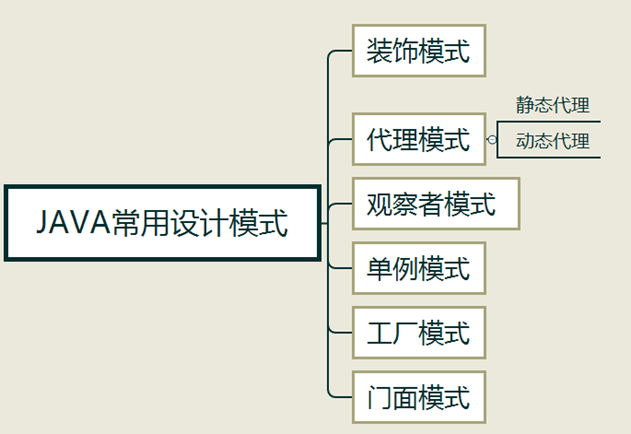 JAVA常用设计模式
装饰模式
代理模式
静态代理
动态代理
观察者模式
单例模式
工厂模式
门面模式